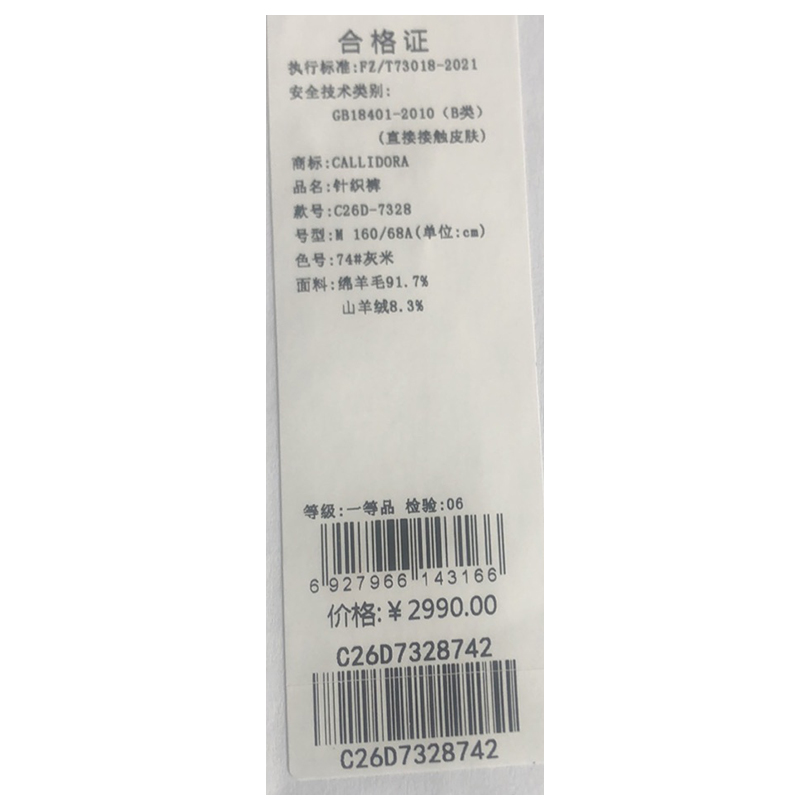 合格证
执行标准:FZ/T73018-2021
安全技术类别:
GB18401-2010（B类）
(直接接触皮肤)
商标:CALLIDORA
品名:针织裤
款号:C26D-7328
号型:M 160/68A(单位:cm)
色号:74#灰米
面料:绵羊毛91.7%
山羊绒8.3%
等级:一等品 检验:06
6 927966 143166
价格:¥2990.00
C26D7328742
C26D7328742